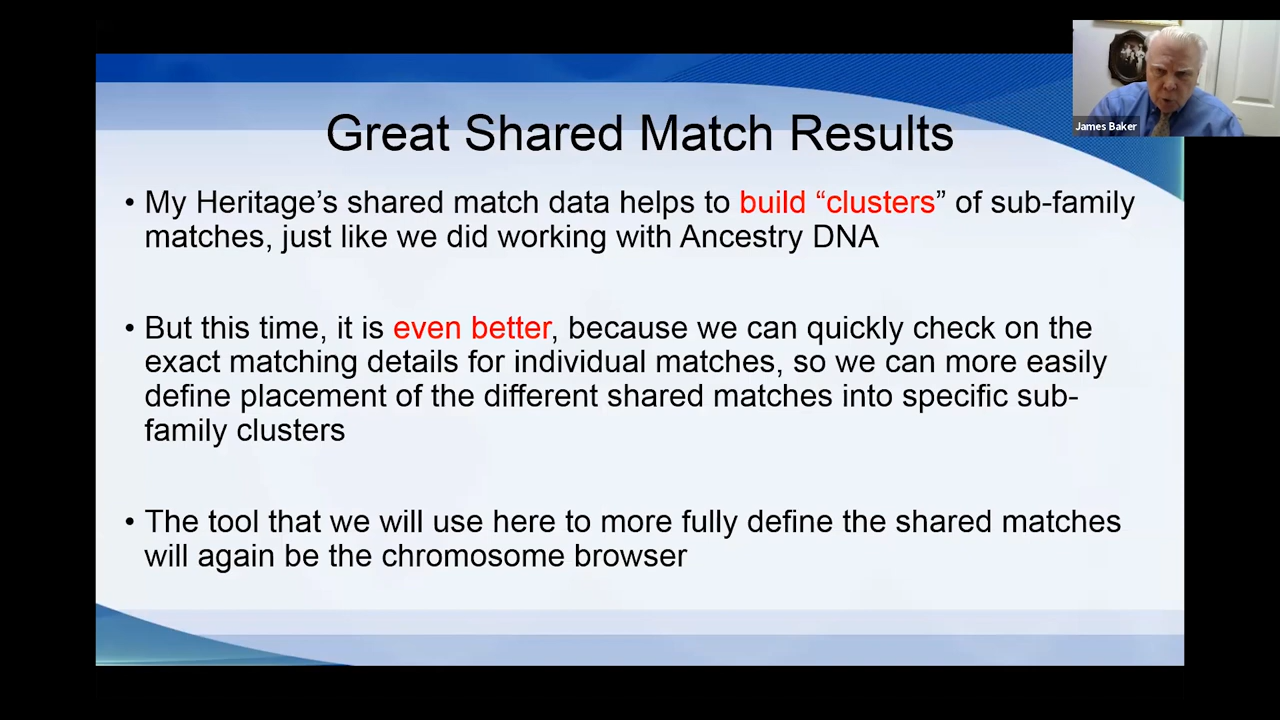 James Baker
Great Shared Match Results
• My Heritage’s shared match data helps to build “clusters” of sub-family
matches, just like we did working with Ancestry DNA
• But this time, it is even better, because we can quickly check on the
exact matching details for individual matches, so we can more easily
define placement of the different shared matches into specific sub-
family clusters
• The tool that we will use here to more fully define the shared matches
will again be the chromosome browser